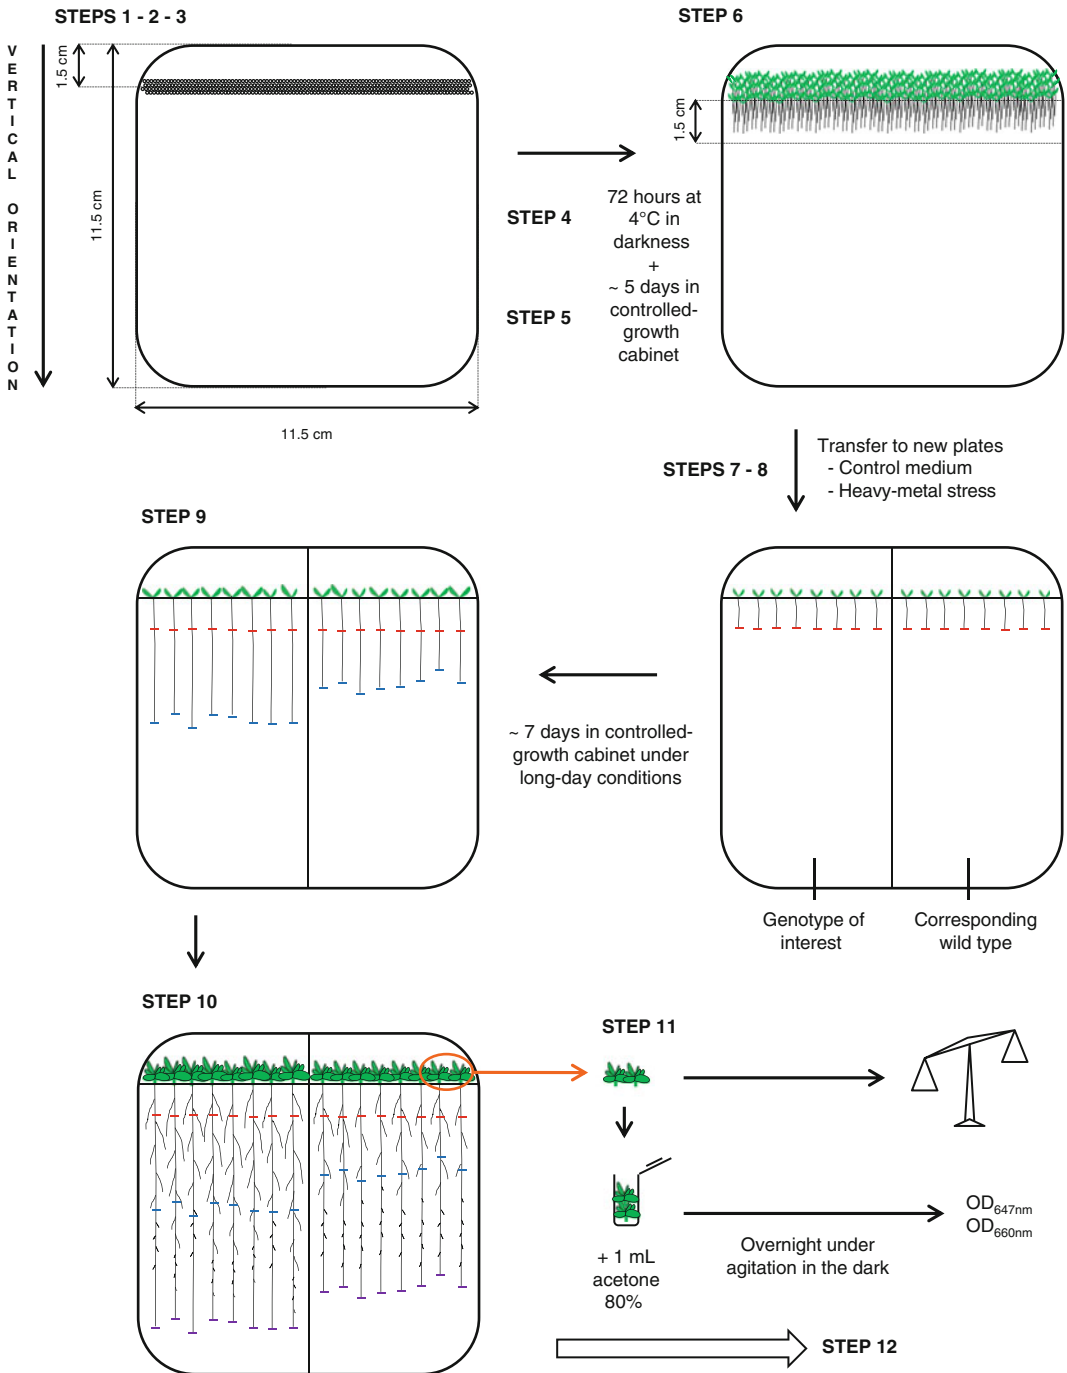 STEPS 1 - 2 - 3
STEP 6
VERTICAL ORIENTATION
1.5 cm
11.5 cm
11.5 cm
1.5 cm
STEP 4
72 hours at
4°C in
darkness
+
~ 5 days in
controlled-
growth
cabinet
STEP 5
STEPS 7 - 8
Transfer to new plates
- Control medium
- Heavy-metal stress
STEP 9
~ 7 days in controlled-
growth cabinet under
long-day conditions
Genotype of
interest
Corresponding
wild type
STEP 10
STEP 11
+ 1 mL
acetone
80%
Overnight under
agitation in the dark
OD647nm
OD660nm
STEP 12